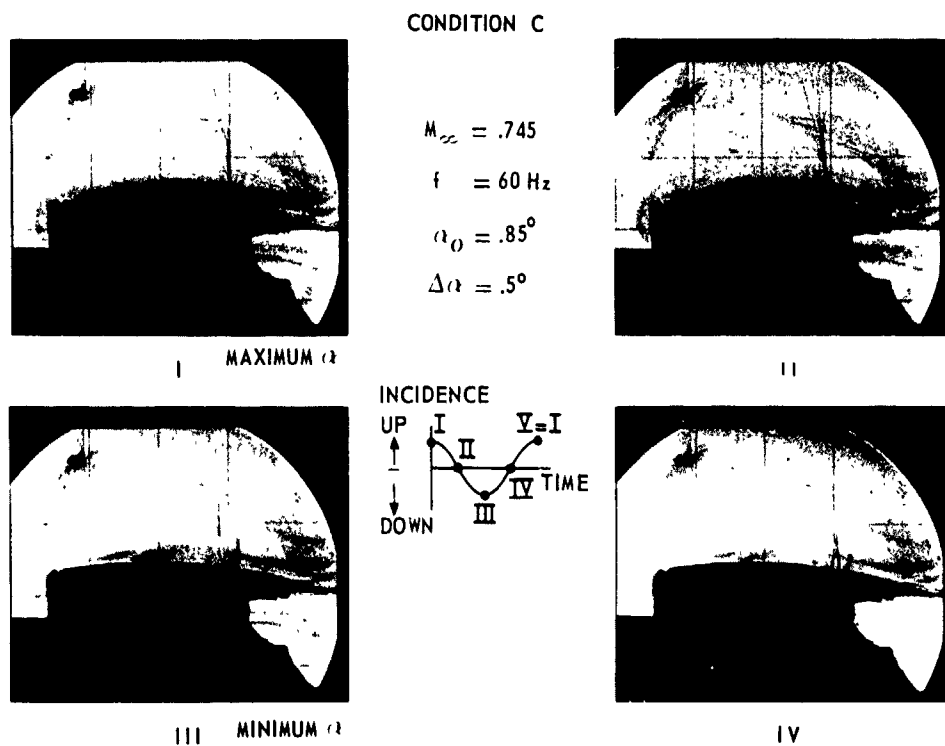 CONDITION C
M∞ = .745
f = 60 Hz
α0 = .85°
Δα = .5°
I MAXIMUM α
II
INCIDENCE
UP
DOWN
I
II
III
IV
V=I
TIME
III MINIMUM α
IV